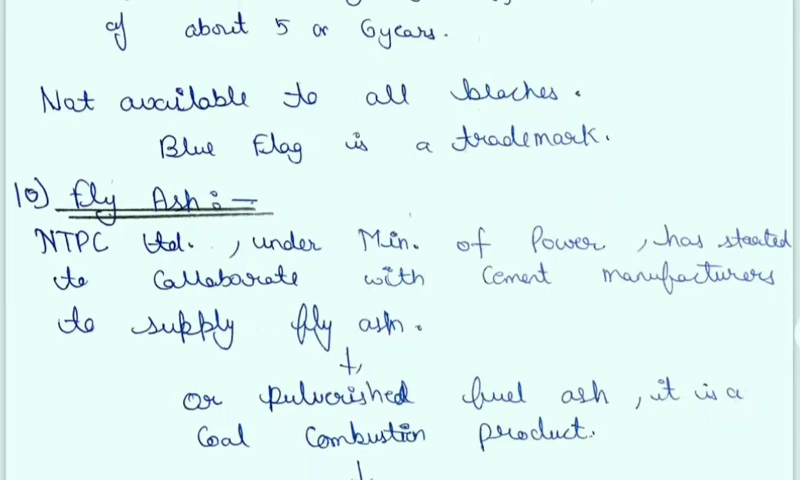 of about 5 or 6 years.
Not available to all beaches.
Blue Flag is a trademark.
10) Fly Ash :-
NTPC Ltd. , under Min. of Power , has started
to Collaborate with cement manufacturers
to supply fly ash.
or pulverished fuel ash , it is a
Coal Combustion product.